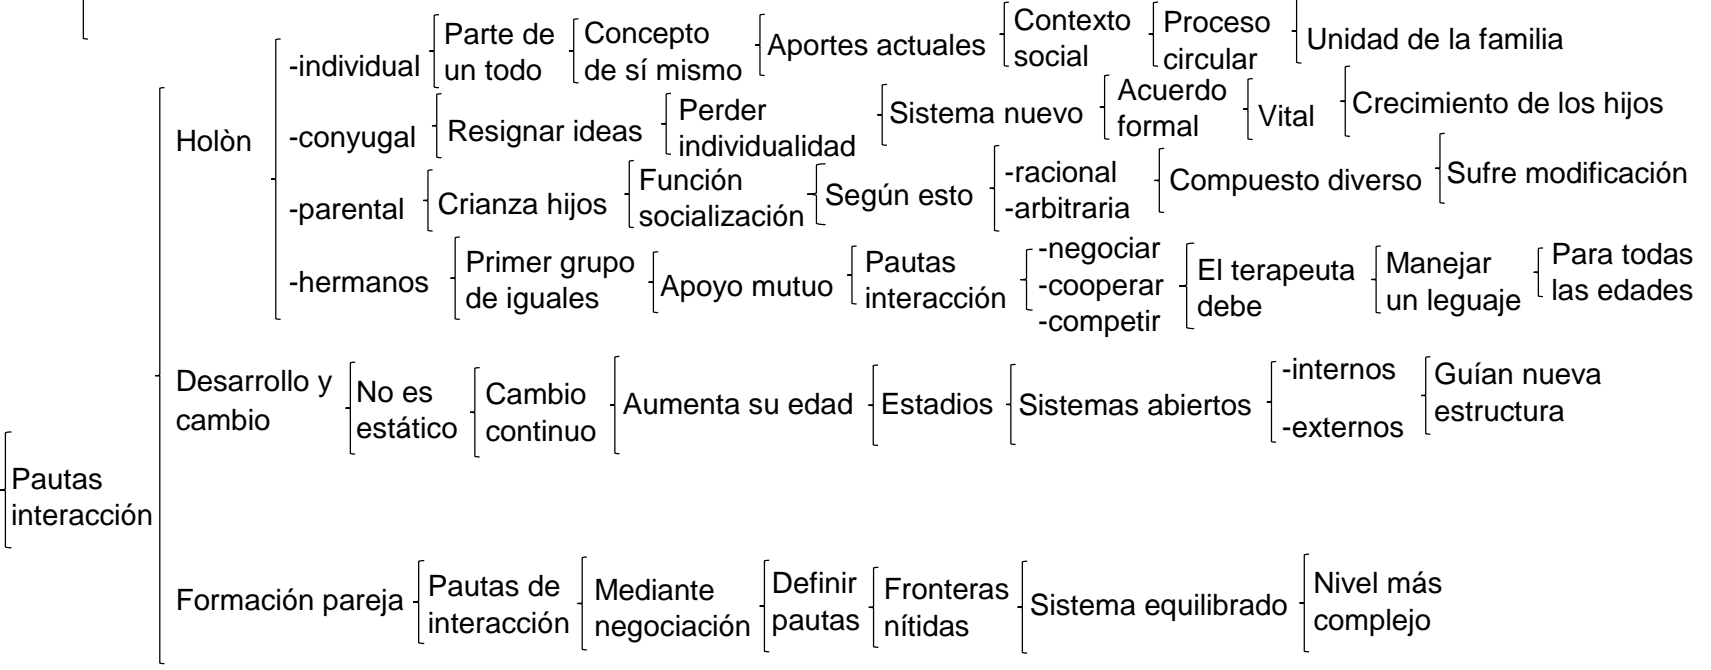 -individual
Parte de
un todo
Concepto
de sí mismo
Aportes actuales
Contexto
social
Proceso
circular
Unidad de la familia
Holòn
-conyugal
Resignar ideas
Perder
individualidad
Sistema nuevo
Acuerdo
formal
Vital
Crecimiento de los hijos
-parental
Crianza hijos
Función
socialización
Según esto
-racional
-arbitraria
Compuesto diverso
Sufre modificación
-hermanos
Primer grupo
de iguales
Apoyo mutuo
Pautas
interacción
-negociar
-cooperar
-competir
El terapeuta
debe
Manejar
un leguaje
Para todas
las edades
Desarrollo y
cambio
No es
estático
Cambio
continuo
Aumenta su edad
Estadios
Sistemas abiertos
-internos
-externos
Guían nueva
estructura
Pautas
interacción
Formación pareja
Pautas de
interacción
Mediante
negociación
Definir
pautas
Fronteras
nítidas
Sistema equilibrado
Nivel más
complejo